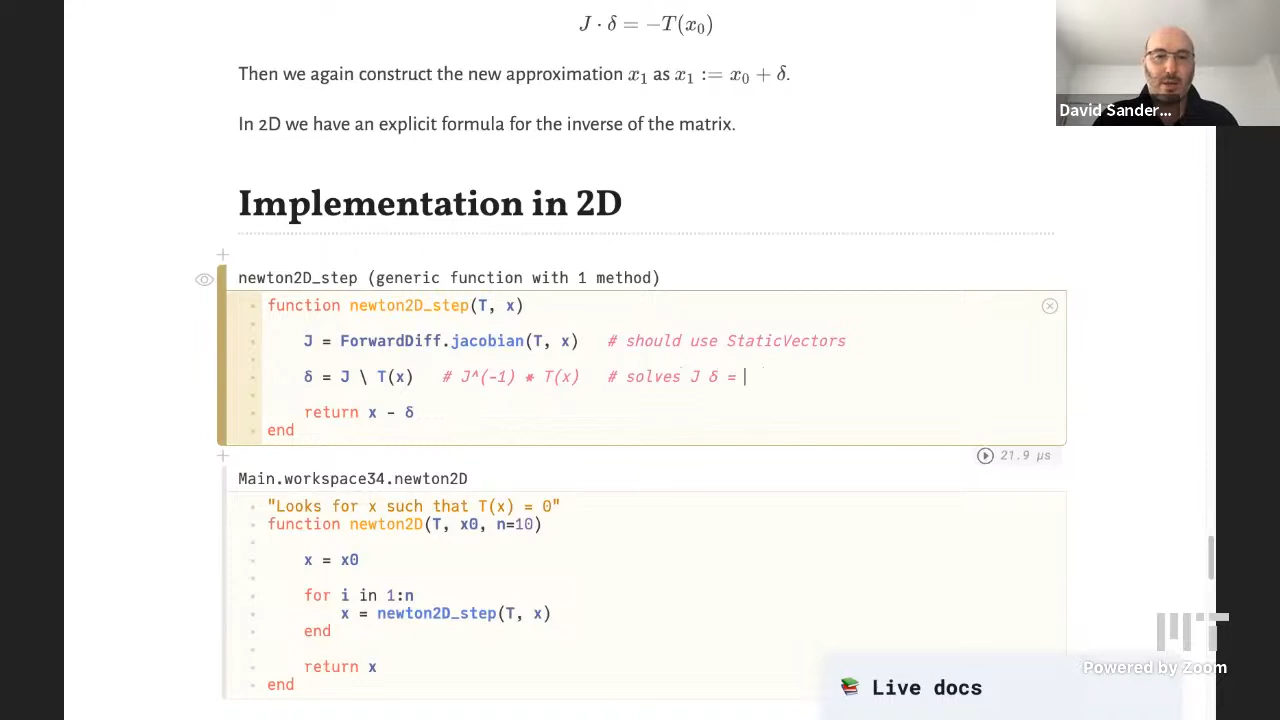 J · δ = −T(x₀)
Then we again construct the new approximation x₁ as x₁ := x₀ + δ.
In 2D we have an explicit formula for the inverse of the matrix.
David Sander...
Implementation in 2D
newton2D_step (generic function with 1 method)
function newton2D_step(T, x)
J = ForwardDiff.jacobian(T, x)   # should use StaticVectors
δ = J \ T(x)   # J^(-1) * T(x)   # solves J δ =
return x - δ
end
21.9 μs
Main.workspace34.newton2D
"Looks for x such that T(x) = 0"
function newton2D(T, x0, n=10)
x = x0
for i in 1:n
x = newton2D_step(T, x)
end
return x
end
MIT
Powered by Zoom
Live docs